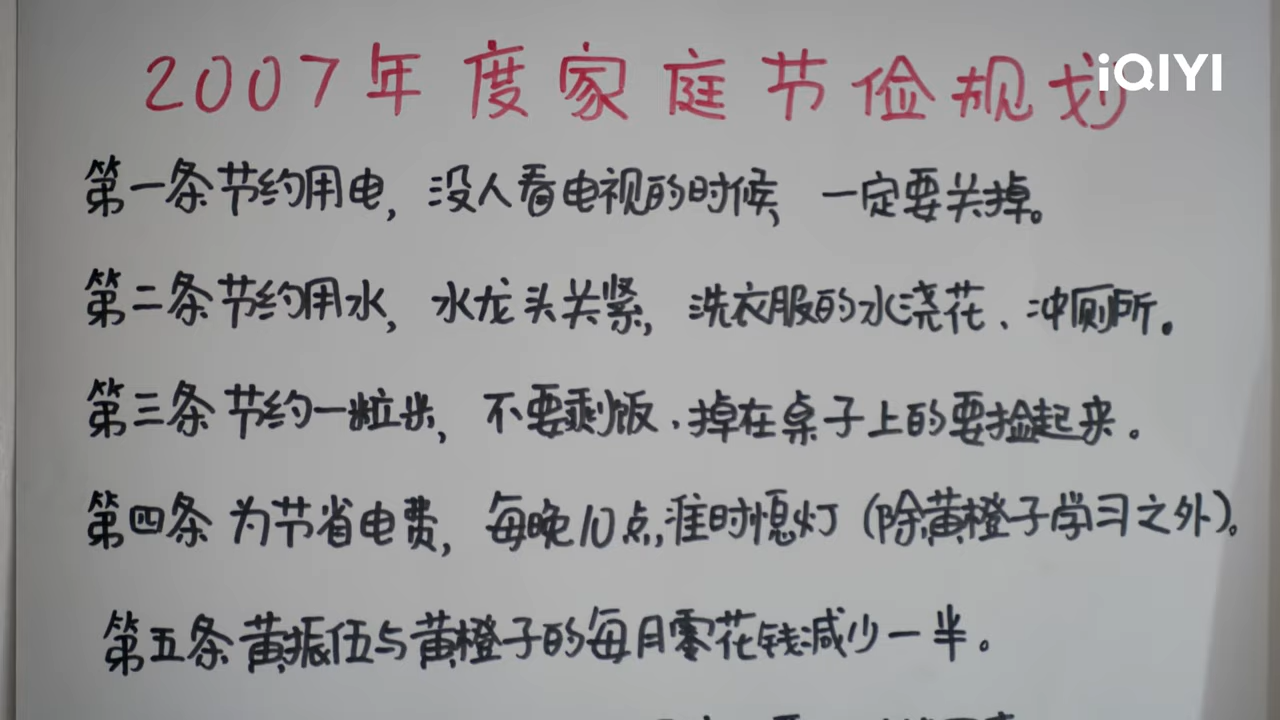 2007年度家庭节俭规划
iQIYI
第一条节约用电，没人看电视的时候，一定要关掉。
第二条节约用水，水龙头关紧，洗衣服的水浇花、冲厕所。
第三条节约一粒米，不要剩饭、掉在桌子上的要捡起来。
第四条为节省电费，每晚10点，准时熄灯（除黄橙子学习之外）。
第五条黄振伍与黄橙子的每月零花钱减少一半。